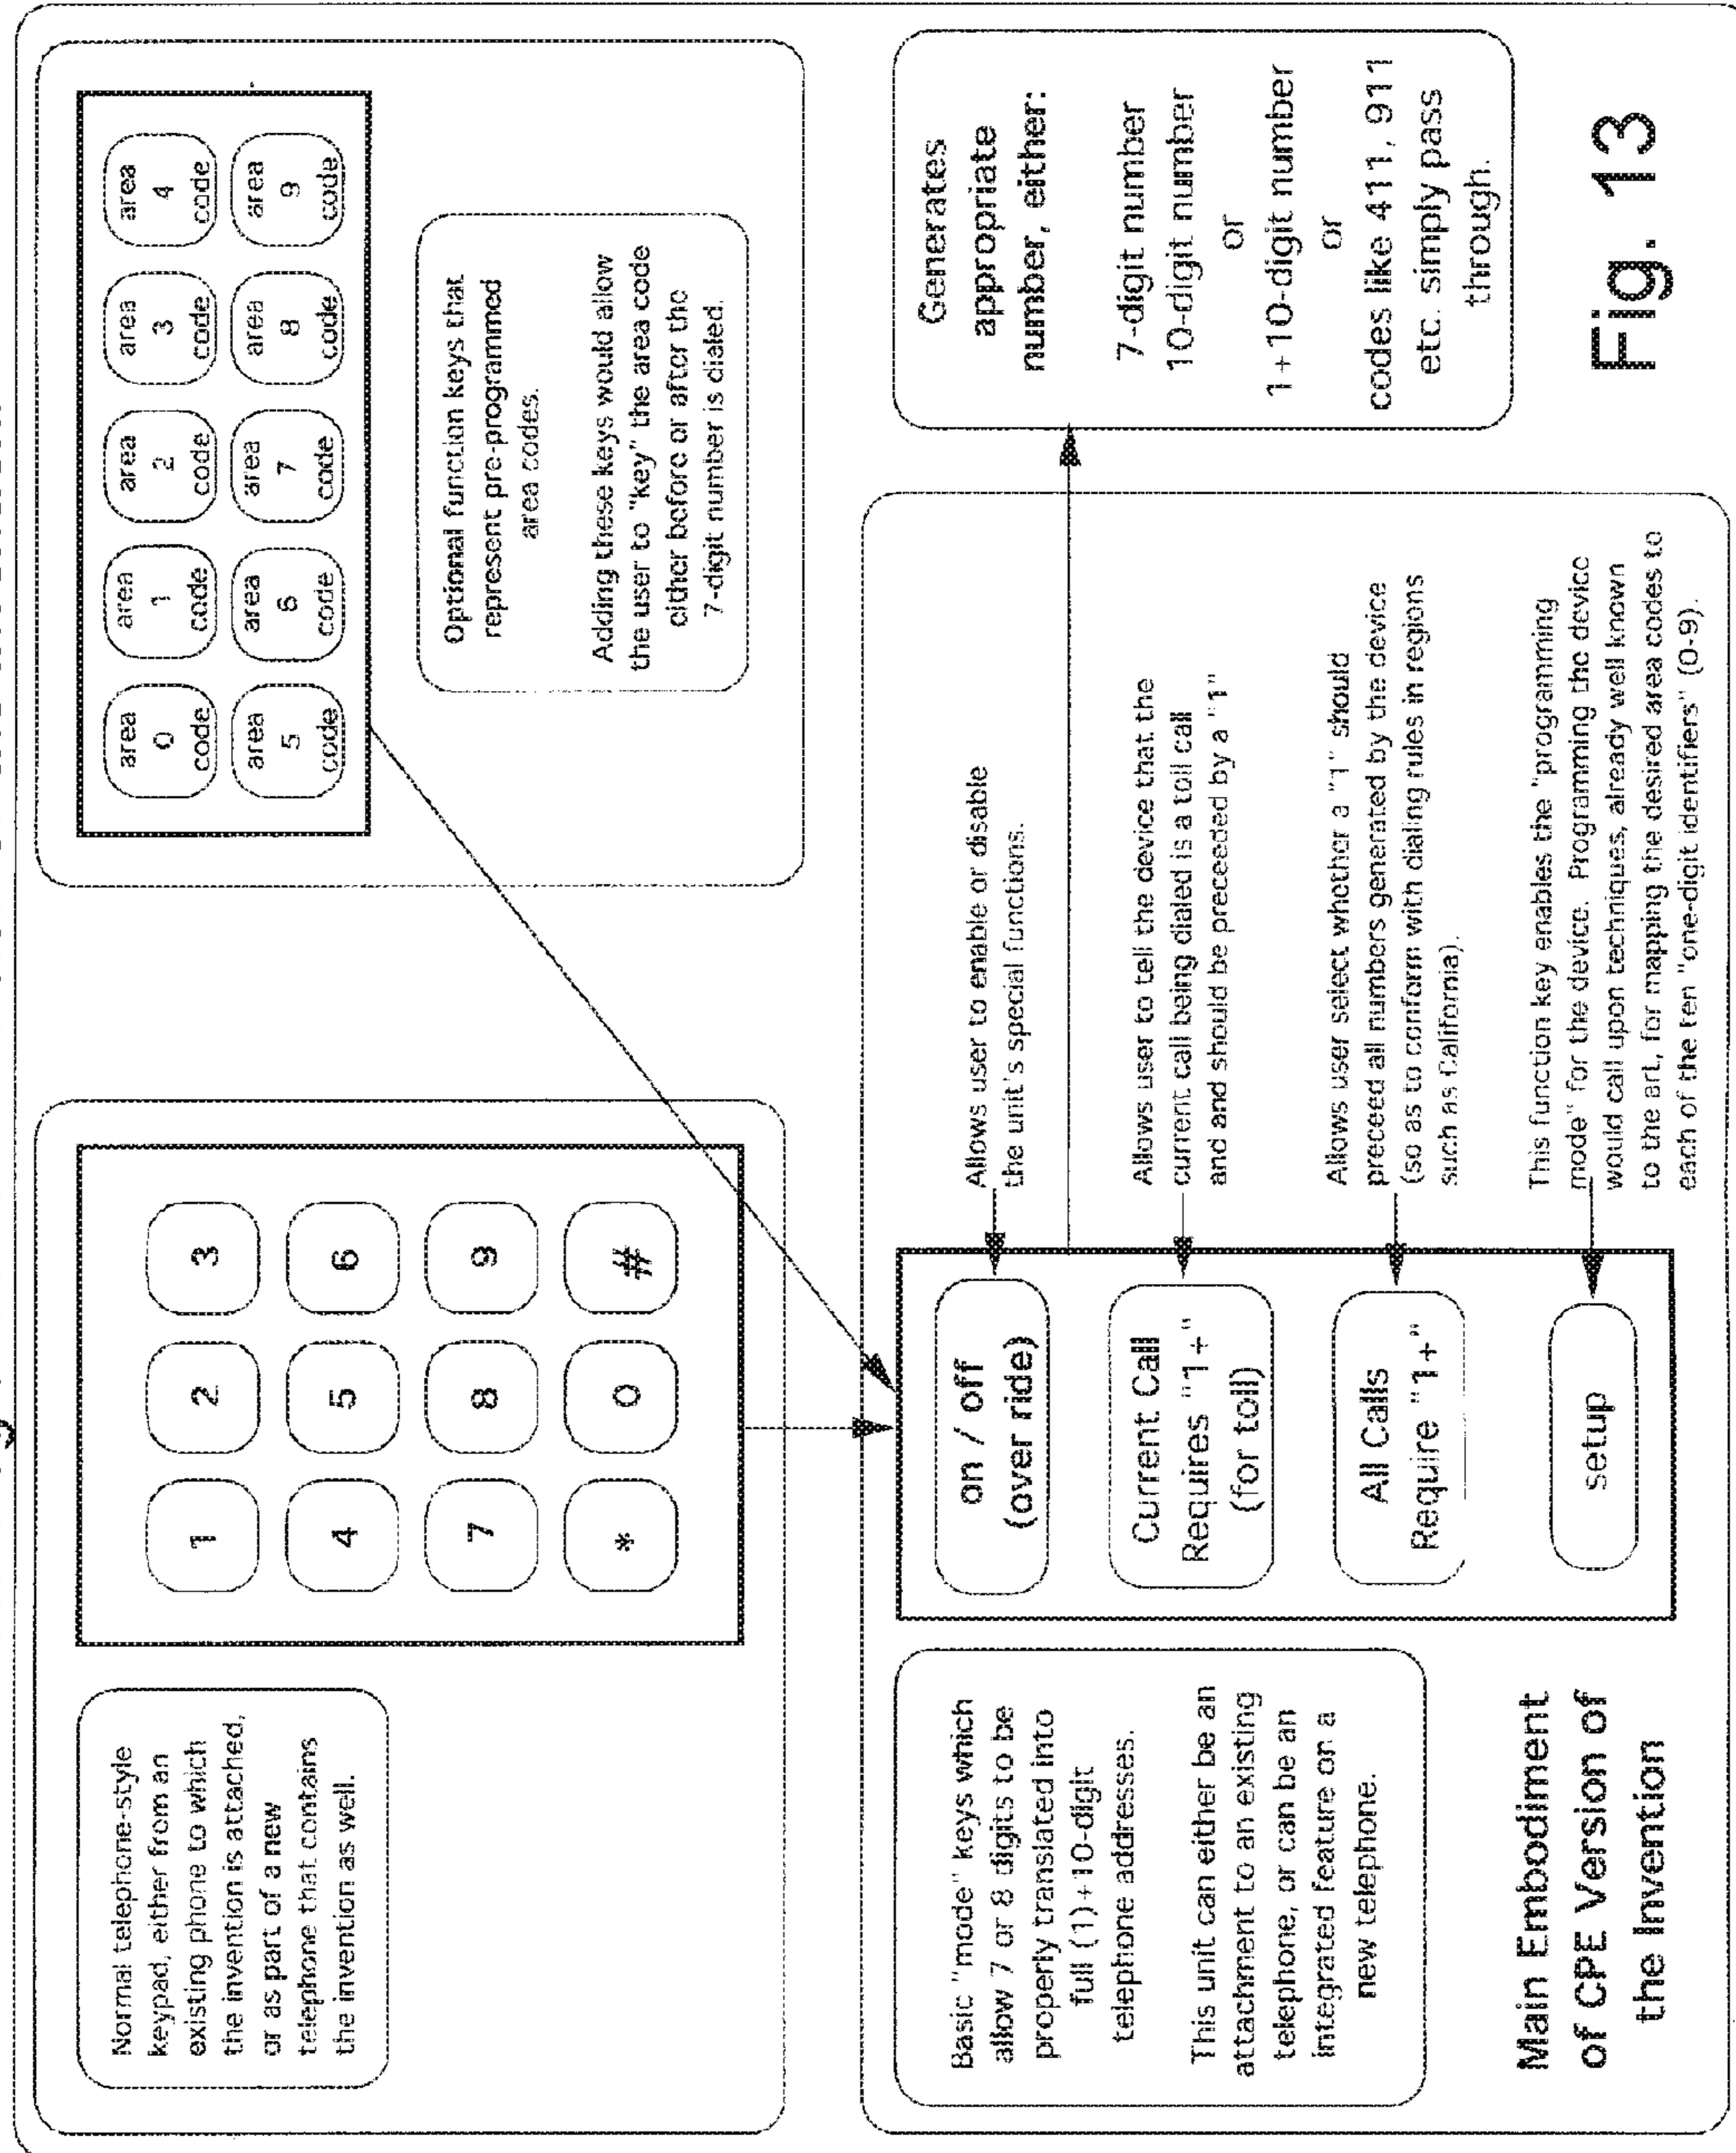 Normal telephone-style
keypad, either from an
existing phone to which
the invention is attached,
or as part of a new
telephone that contains
the invention as well.
1
2
3
4
5
6
7
8
9
*
0
#
area
0
code
area
1
code
area
2
code
area
3
code
area
4
code
area
5
code
area
6
code
area
7
code
area
8
code
area
9
code
Optional function keys that
represent pre-programmed
area codes.
Adding these keys would allow
the user to "key" the area code
either before or after the
7-digit number is dialed.
Basic "mode" keys which
allow 7 or 8 digits to be
properly translated into
full (1)+10-digit
telephone addresses.
This unit can either be an
attachment to an existing
telephone, or can be an
integrated feature on a
new telephone.
Main Embodiment
of CPE Version of
the Invention
on / off
(over ride)
Current Call
Requires "1+"
(for toll)
All Calls
Require "1+"
setup
Allows user to enable or disable
the unit's special functions.
Allows user to tell the device that the
current call being dialed is a toll call
and and should be preceeded by a "1"
Allows user select whether a "1" should
preceed all numbers generated by the device
(so as to conform with dialing rules in regions
such as California).
This function key enables the "programming
mode" for the device. Programming the device
would call upon techniques, already well known
to the art, for mapping the desired area codes to
each of the ten "one-digit identifiers" (0-9).
Generates
appropriate
number, either:
7-digit number
10-digit number
or
1+10-digit number
or
codes like 411, 911
etc. simply pass
through.
Fig. 13